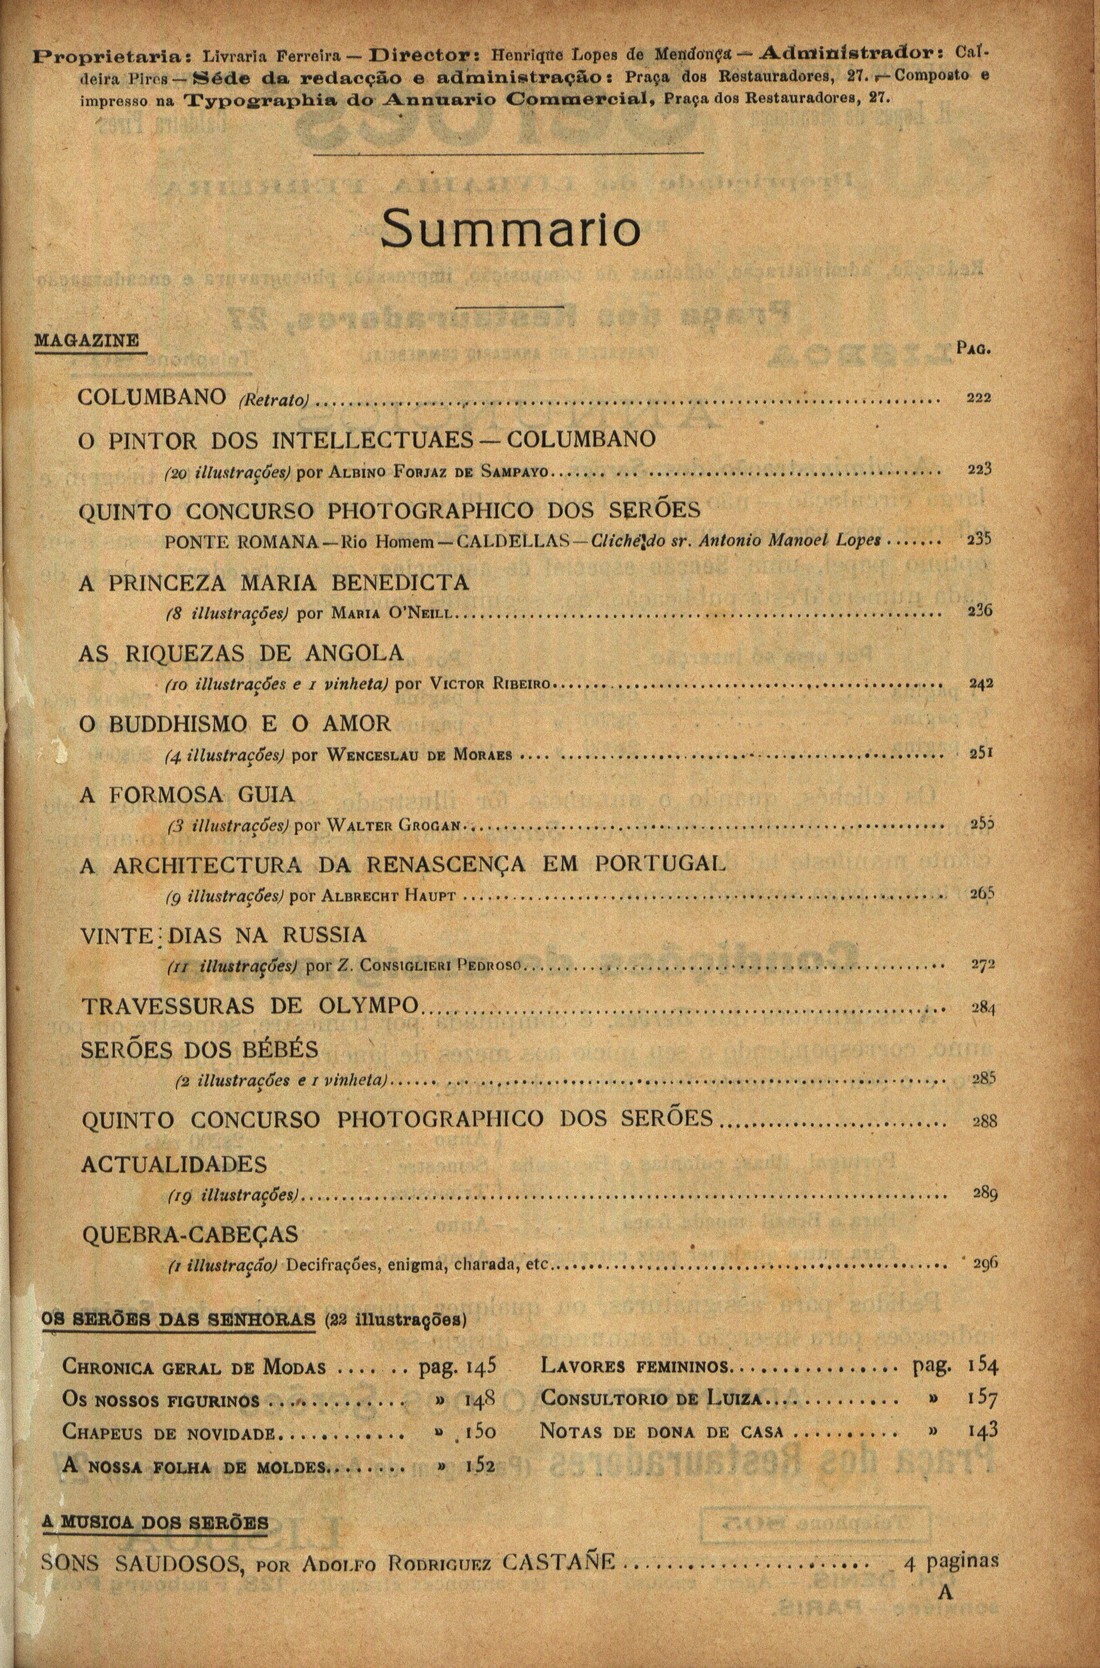 Proprietaria: Livraria Ferreira — Director: Henrique Lopes de Mendonça — Administrador: Cal-
deira Pires — Séde da redacção e administração: Praça dos Restauradores, 27. — Composto e
impresso na Typographia do Annuario Commercial, Praça dos Restauradores, 27.
Summario
MAGAZINE
PAG.
COLUMBANO (Retrato) 222
O PINTOR DOS INTELLECTUAES — COLUMBANO
(20 illustrações) por ALBINO FORJAZ DE SAMPAYO 223
QUINTO CONCURSO PHOTOGRAPHICO DOS SERÕES
PONTE ROMANA — Rio Homem — CALDELLAS — Cliché do sr. Antonio Manoel Lopes 235
A PRINCEZA MARIA BENEDICTA
(8 illustrações) por MARIA O'NEILL 236
AS RIQUEZAS DE ANGOLA
(10 illustrações e 1 vinheta) por VICTOR RIBEIRO 242
O BUDDHISMO E O AMOR
(4 illustrações) por WENCESLAU DE MORAES 251
A FORMOSA GUIA
(3 illustrações) por WALTER GROGAN 255
A ARCHITECTURA DA RENASCENÇA EM PORTUGAL
(9 illustrações) por ALBRECHT HAUPT 265
VINTE DIAS NA RUSSIA
(11 illustrações) por Z. CONSIGLIERI PEDROSO 272
TRAVESSURAS DE OLYMPO 284
SERÕES DOS BÉBÉS
(2 illustrações e 1 vinheta) 285
QUINTO CONCURSO PHOTOGRAPHICO DOS SERÕES 288
ACTUALIDADES
(19 illustrações) 289
QUEBRA-CABEÇAS
(1 illustração) Decifrações, enigma, charada, etc. 296
OS SERÕES DAS SENHORAS (22 illustrações)
CHRONICA GERAL DE MODAS pag. 145
OS NOSSOS FIGURINOS » 148
CHAPEUS DE NOVIDADE » 150
A NOSSA FOLHA DE MOLDES » 152
LAVORES FEMININOS pag. 154
CONSULTORIO DE LUIZA » 157
NOTAS DE DONA DE CASA » 143
A MUSICA DOS SERÕES
SONS SAUDOSOS, POR ADOLFO RODRIGUEZ CASTAÑE 4 paginas
A